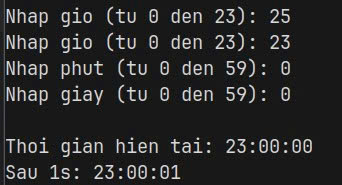 Nhap gio (tu 0 den 23): 25
Nhap gio (tu 0 den 23): 23
Nhap phut (tu 0 den 59): 0
Nhap giay (tu 0 den 59): 0
Thoi gian hien tai: 23:00:00
Sau 1s: 23:00:01